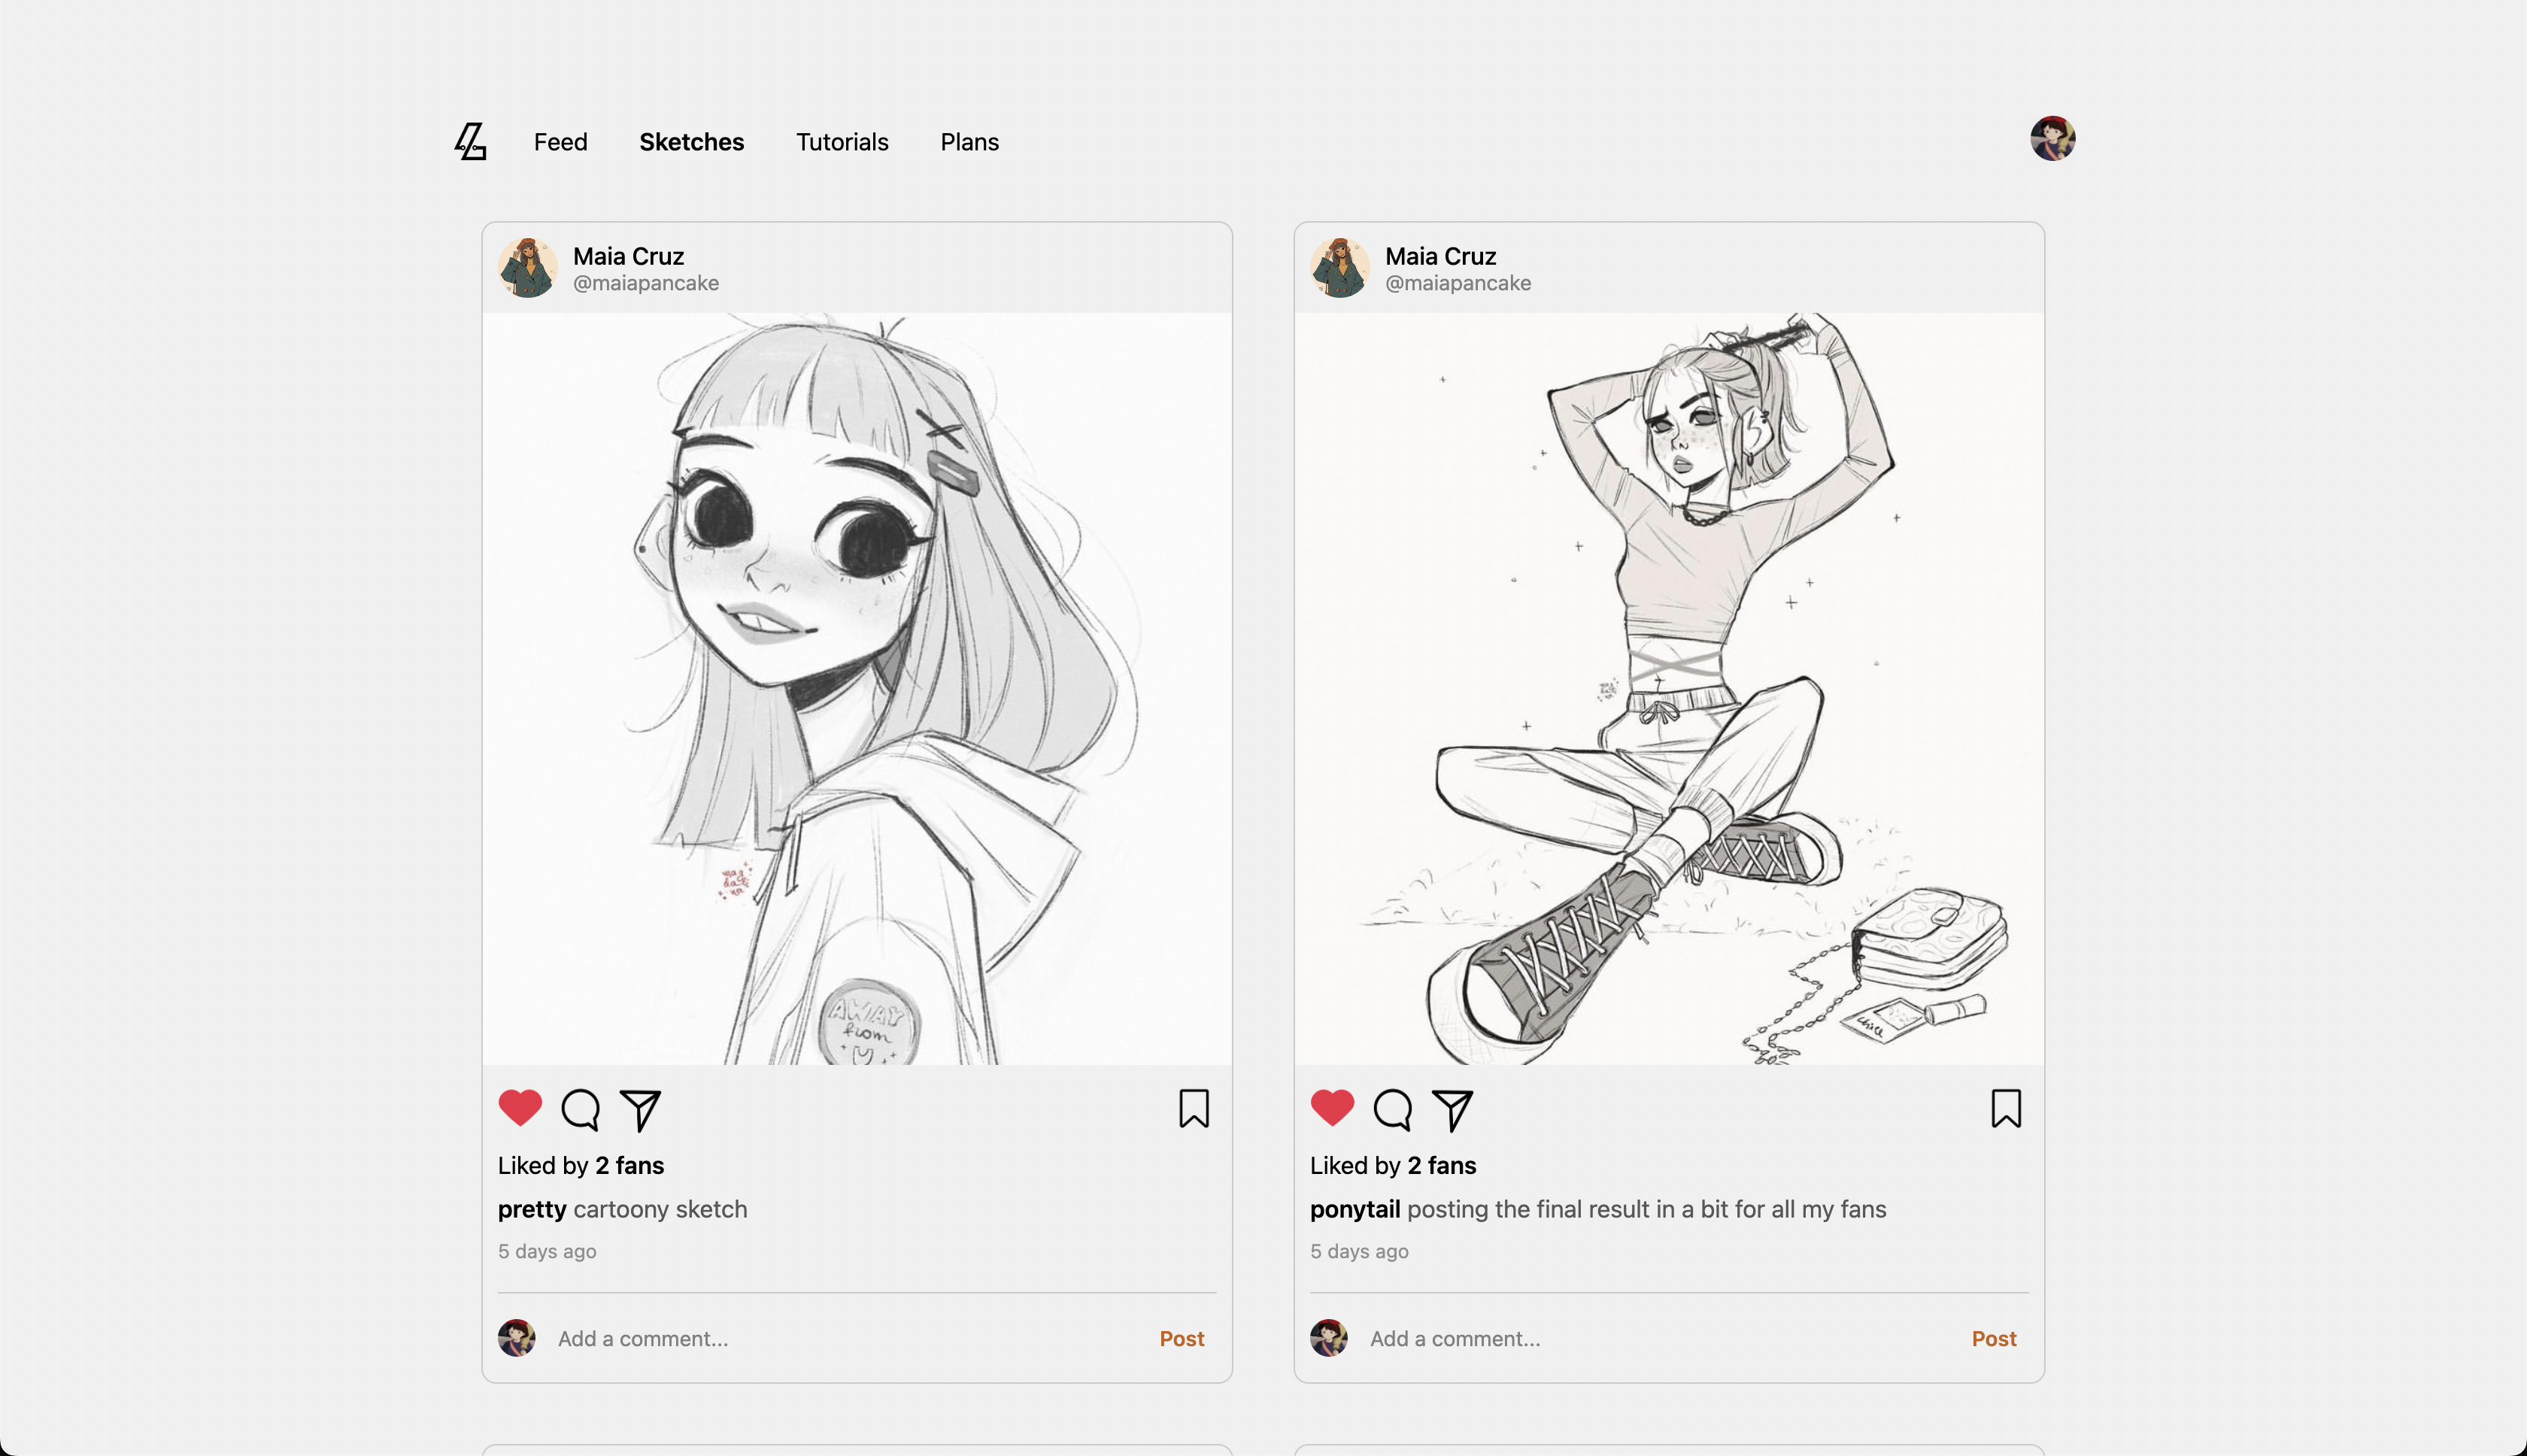 Feed
Sketches
Tutorials
Plans
Maia Cruz
@maiapancake
AWAY
from
U
Liked by 2 fans
pretty cartoony sketch
5 days ago
Add a comment...
Post
Maia Cruz
@maiapancake
Chill
Liked by 2 fans
ponytail posting the final result in a bit for all my fans
5 days ago
Add a comment...
Post